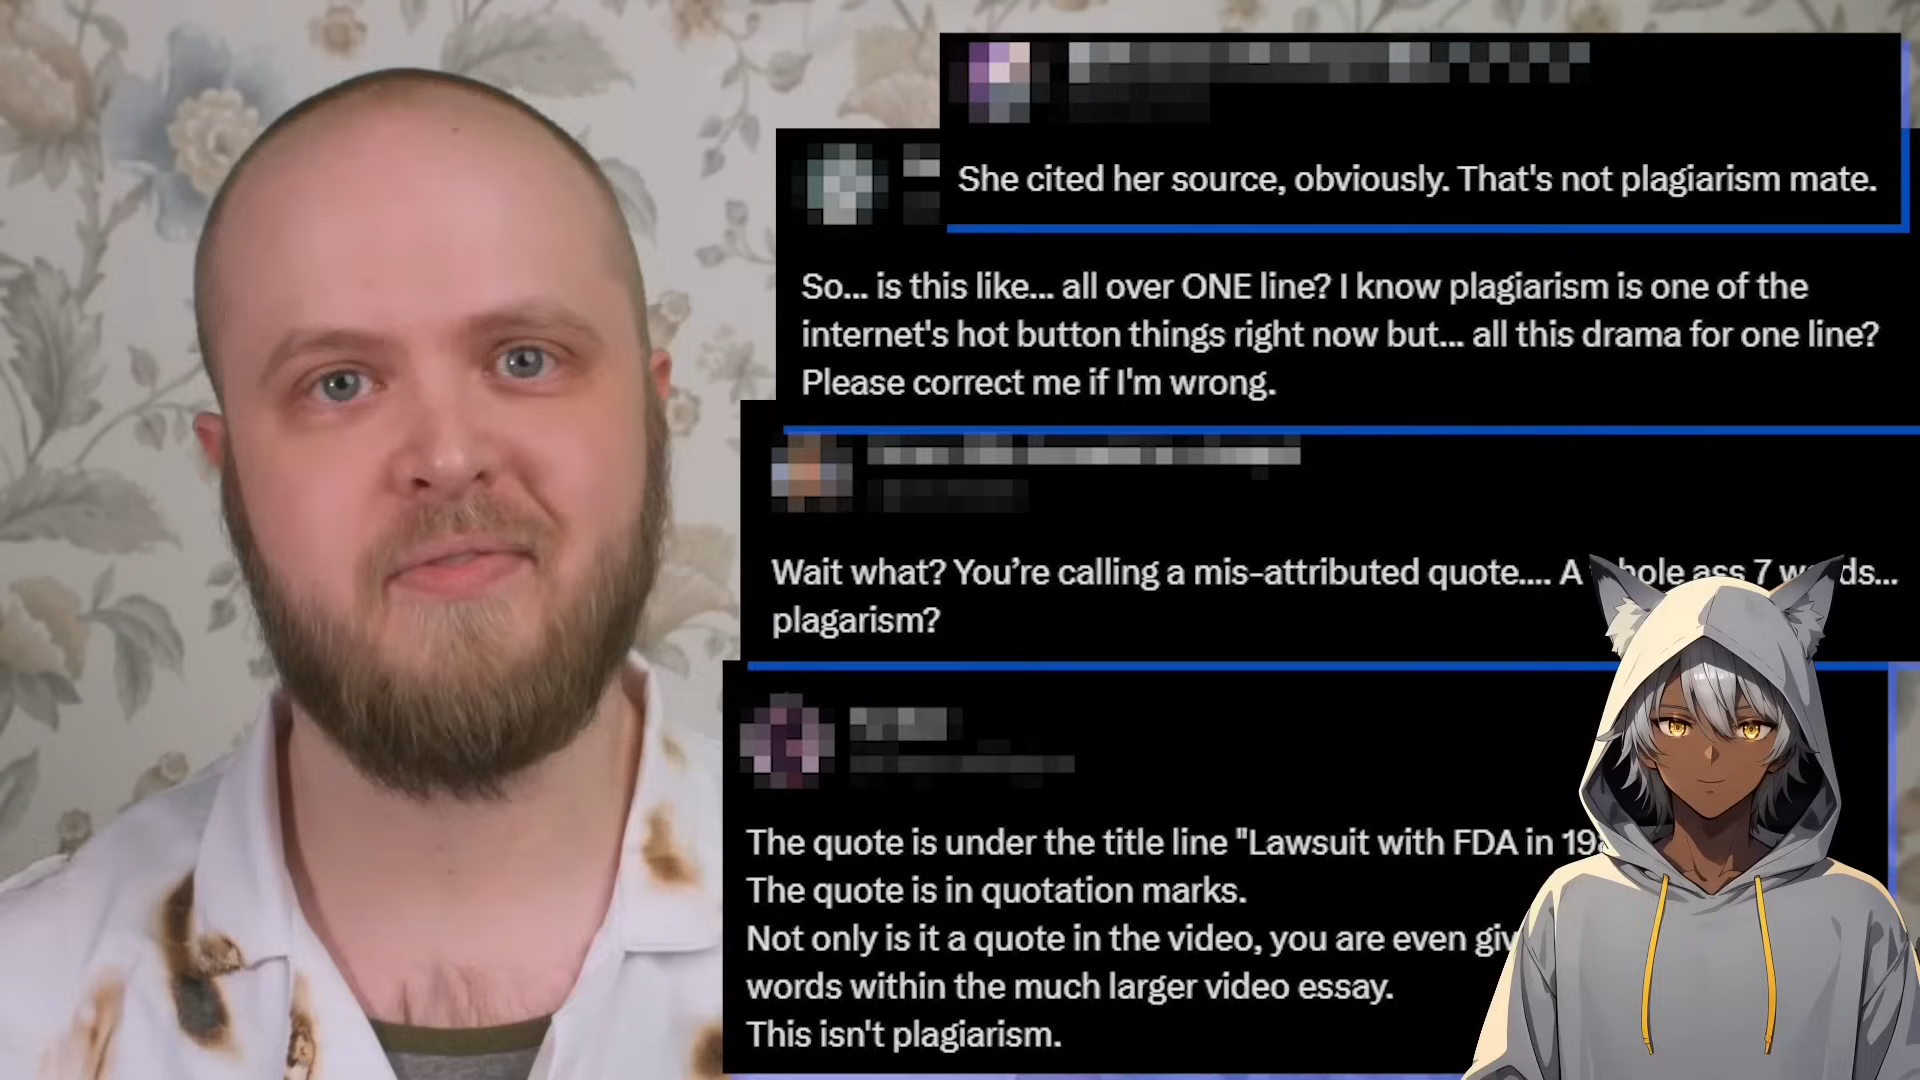 She cited her source, obviously. That's not plagiarism mate.
So... is this like... all over ONE line? I know plagiarism is one of the
internet's hot button things right now but... all this drama for one line?
Please correct me if I'm wrong.
Wait what? You’re calling a mis-attributed quote.... A ass 7
plagarism?
The quote is under the title line "Lawsuit with FDA in
The quote is in quotation marks.
Not only is it a quote in the video, you are even
words within the much larger video essay.
This isn't plagiarism.